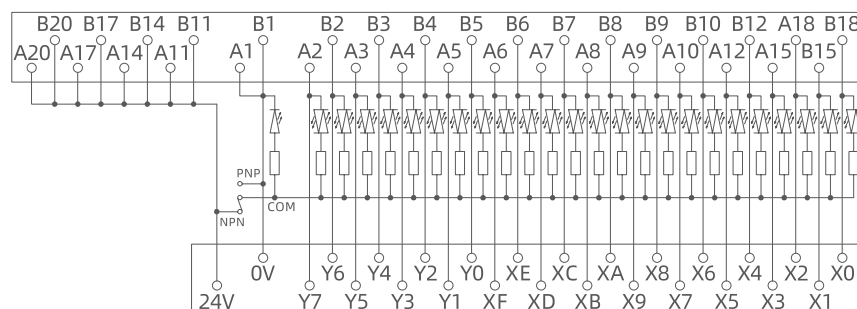 B20 B17 B14 B11 B1 B2 B3 B4 B5 B6 B7 B8 B9 B10 B12 A18 B18
A20 A17 A14 A11 A1 A2 A3 A4 A5 A6 A7 A8 A9 A10 A12 A15 B15
PNP
COM
NPN
0V Y6 Y4 Y2 Y0 XE XC XA X8 X6 X4 X2 X0
24V Y7 Y5 Y3 Y1 XF XD XB X9 X7 X5 X3 X1